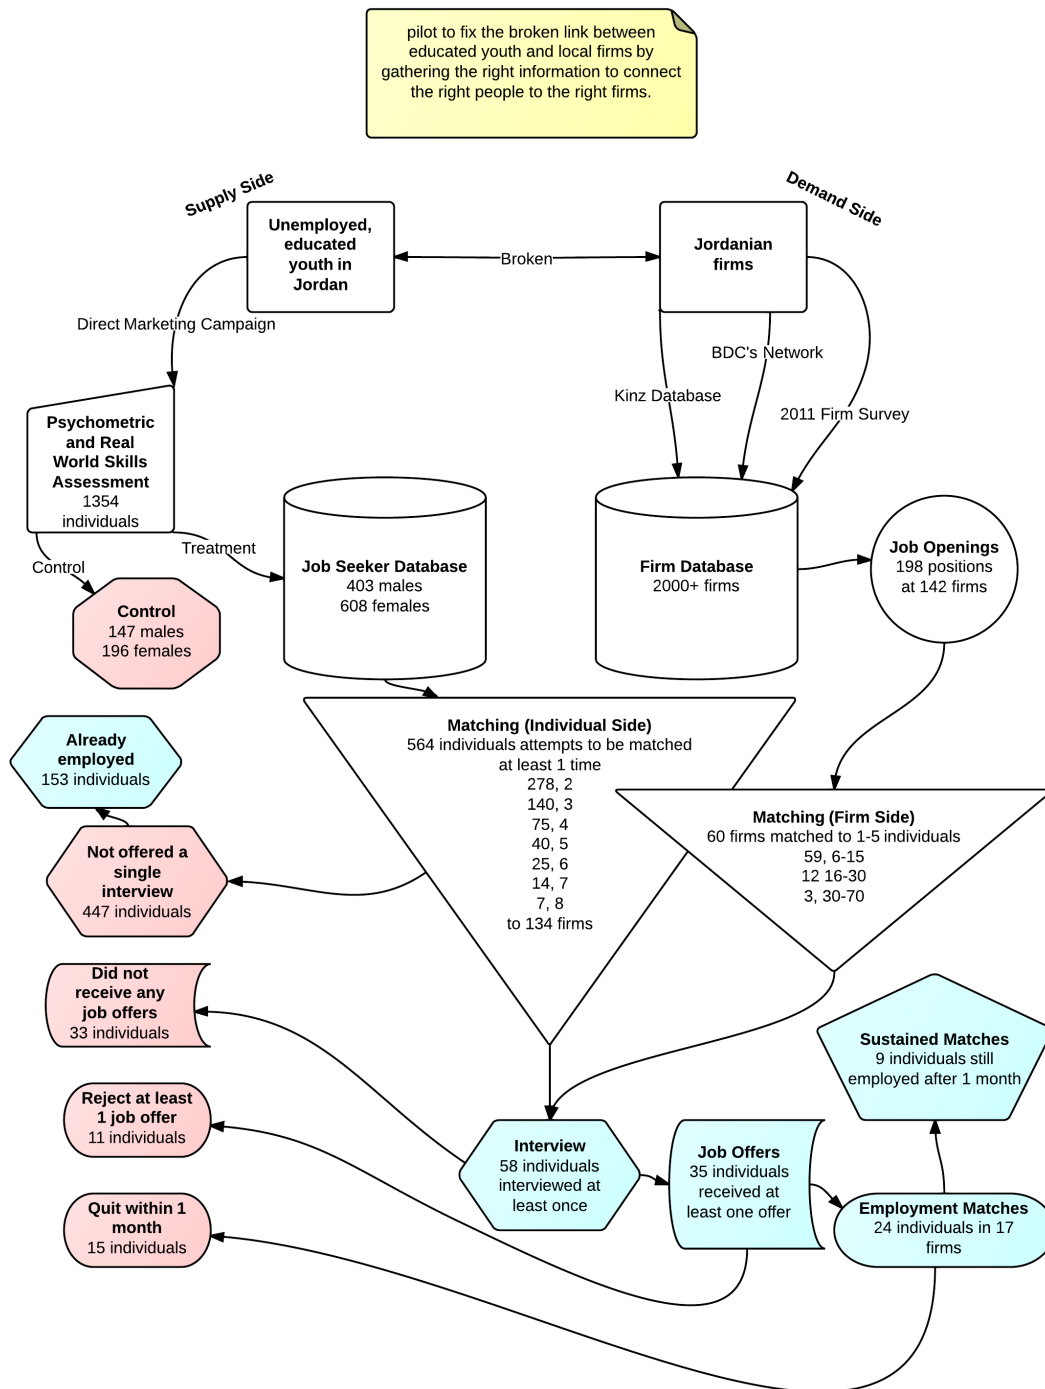 pilot to fix the broken link between
educated youth and local firms by
gathering the right information to connect
the right people to the right firms.
Supply Side
Demand Side
Unemployed,
educated
youth in
Jordan
Broken
Jordanian
firms
Direct Marketing Campaign
BDC's Network
Kinz Database
2011 Firm Survey
Psychometric
and Real
World Skills
Assessment
1354
individuals
Treatment
Control
Job Seeker Database
403 males
608 females
Firm Database
2000+ firms
Job Openings
198 positions
at 142 firms
Control
147 males
196 females
Matching (Individual Side)
564 individuals attempts to be matched
at least 1 time
278, 2
140, 3
75, 4
40, 5
25, 6
14, 7
7, 8
to 134 firms
Already
employed
153 individuals
Matching (Firm Side)
60 firms matched to 1-5 individuals
59, 6-15
12 16-30
3, 30-70
Not offered a
single
interview
447 individuals
Did not
receive any
job offers
33 individuals
Sustained Matches
9 individuals still
employed after 1 month
Reject at least
1 job offer
11 individuals
Interview
58 individuals
interviewed at
least once
Job Offers
35 individuals
received at
least one offer
Employment Matches
24 individuals in 17
firms
Quit within 1
month
15 individuals